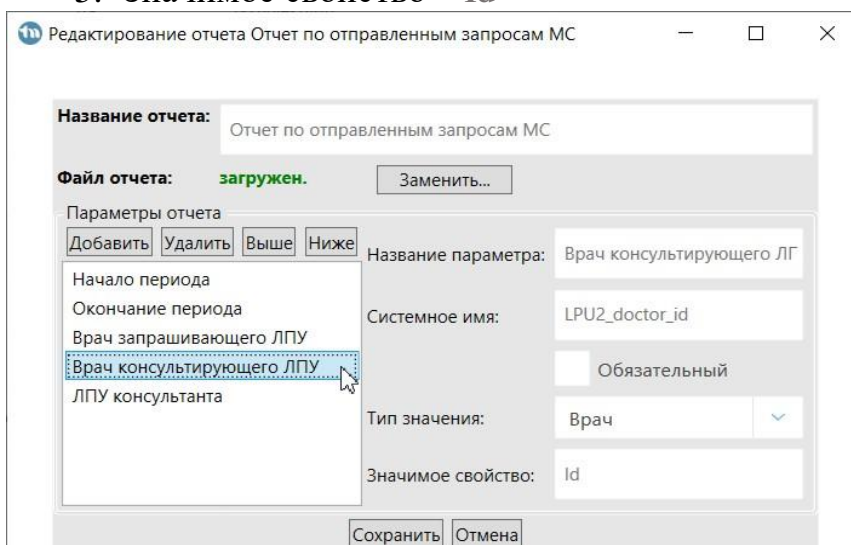 Редактирование отчета Отчет по отправленным запросам МС
Название отчета:
Отчет по отправленным запросам МС
Файл отчета: загружен. Заменить...
Параметры отчета
Добавить Удалить Выше Ниже
Начало периода
Окончание периода
Врач запрашивающего ЛПУ
Врач консультирующего ЛПУ
ЛПУ консультанта
Название параметра: Врач консультирующего
Системное имя: LPU2_doctor_id
Обязательный
Тип значения: Врач
Значимое свойство: Id
Сохранить Отмена